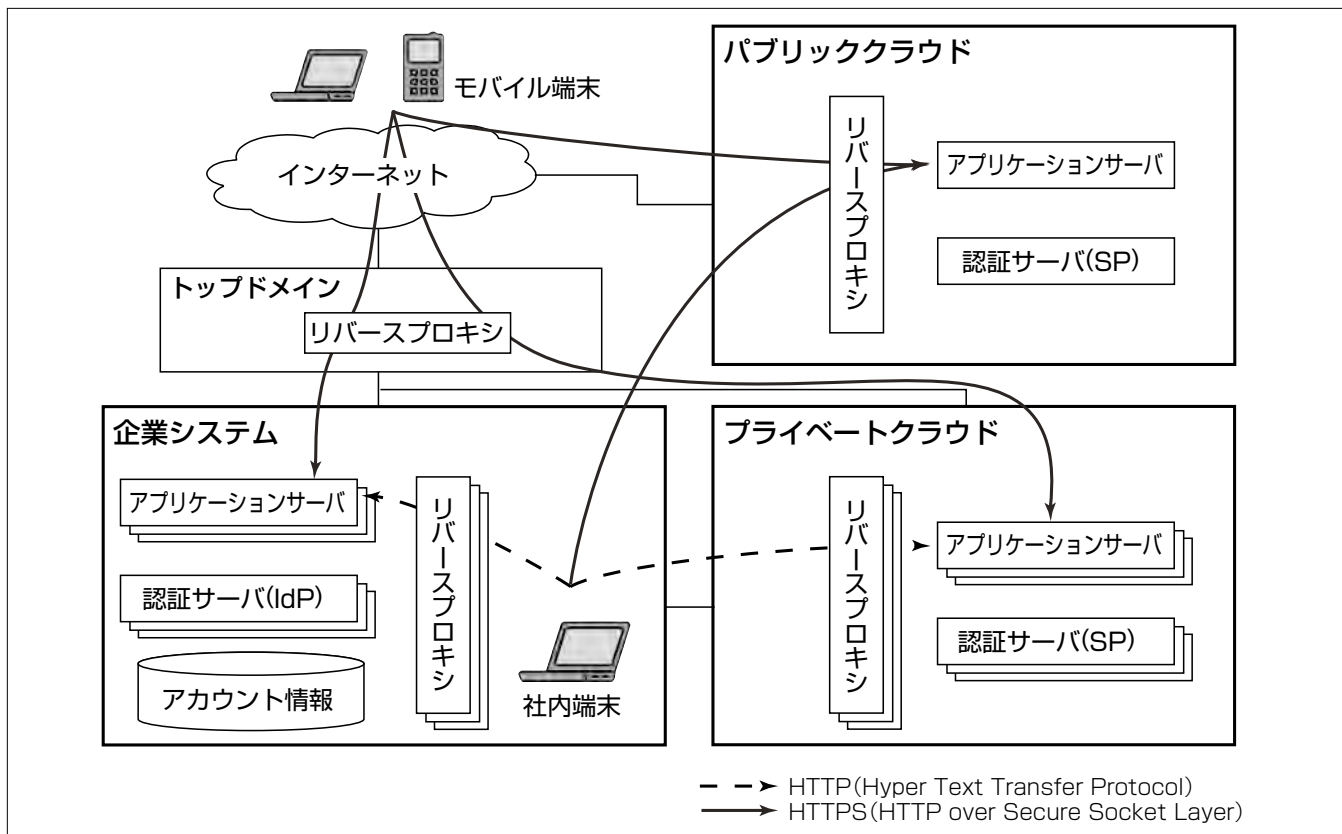 モバイル端末
インターネット
トップドメイン
リバースプロキシ
パブリッククラウド
リバースプロキシ
アプリケーションサーバ
認証サーバ(SP)
企業システム
アプリケーションサーバ
認証サーバ(IdP)
アカウント情報
リバースプロキシ
社内端末
プライベートクラウド
リバースプロキシ
アプリケーションサーバ
認証サーバ(SP)
HTTP(Hyper Text Transfer Protocol)
HTTPS(HTTP over Secure Socket Layer)